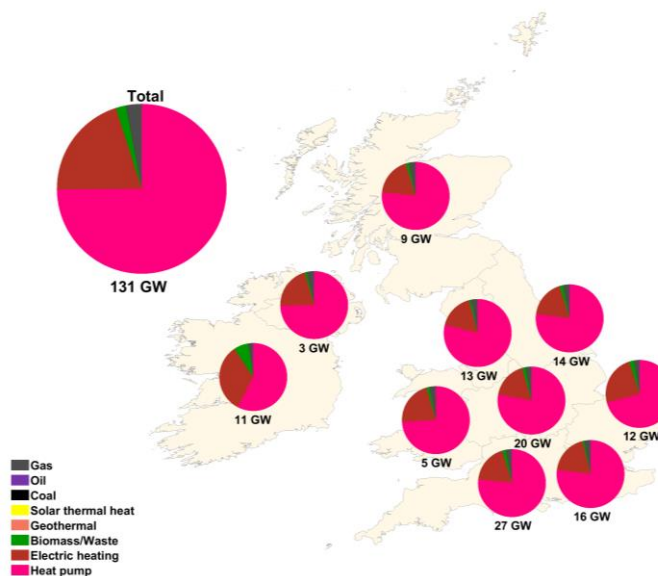 Total
131 GW
9 GW
3 GW
13 GW
14 GW
11 GW
5 GW
20 GW
12 GW
27 GW
16 GW
Gas
Oil
Coal
Solar thermal heat
Geothermal
Biomass/Waste
Electric heating
Heat pump